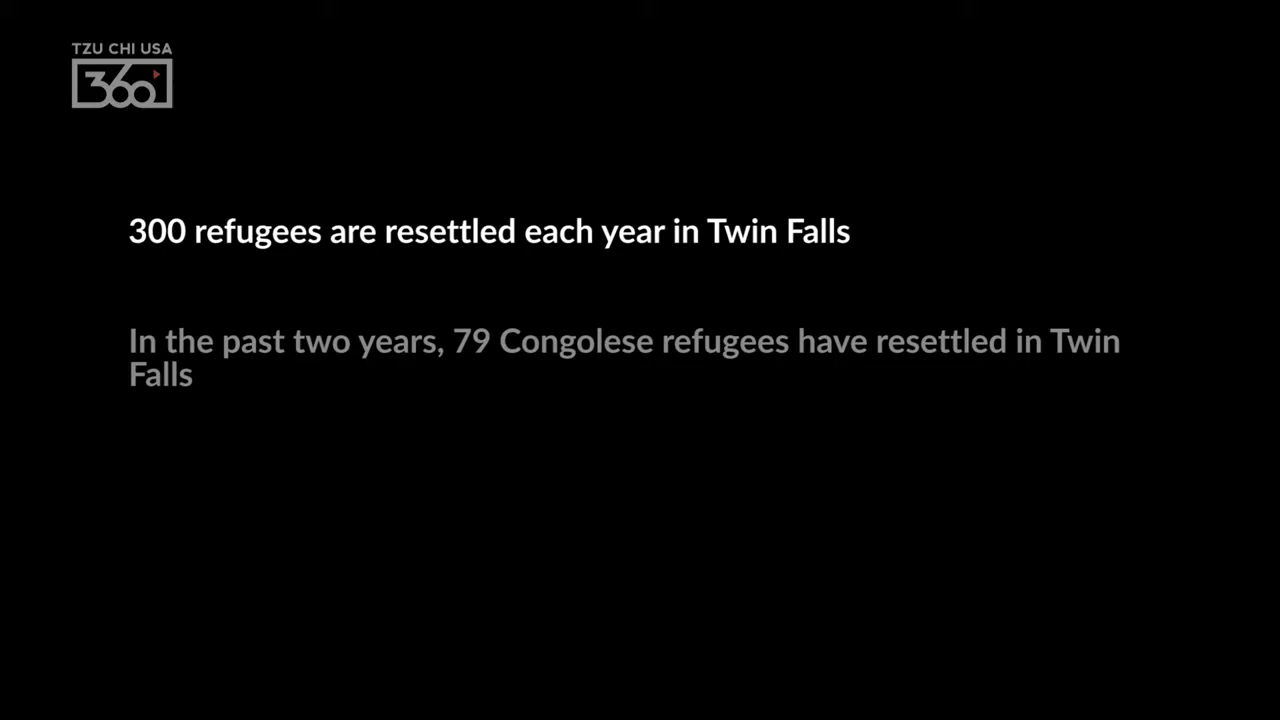 TZU CHI USA
360
300 refugees are resettled each year in Twin Falls
In the past two years, 79 Congolese refugees have resettled in Twin
Falls